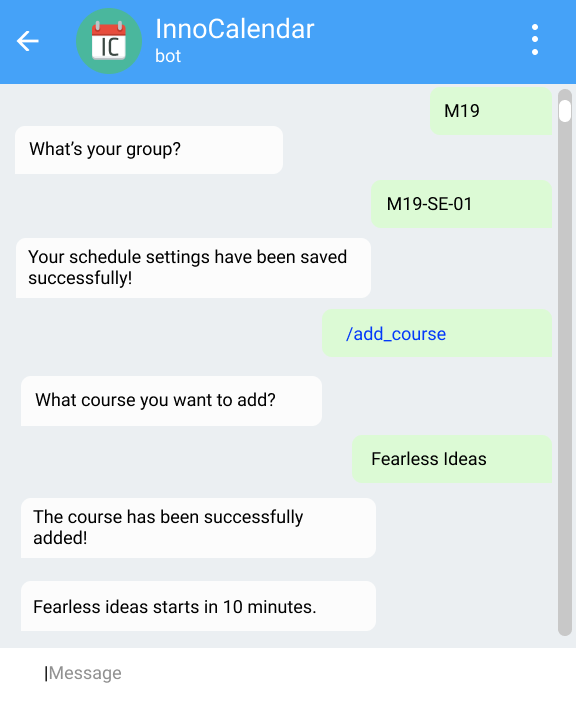 IC
InnoCalendar
bot
M19
What's your group?
M19-SE-01
Your schedule settings have been saved
successfully!
/add_course
What course you want to add?
Fearless Ideas
The course has been successfully
added!
Fearless ideas starts in 10 minutes.
Message